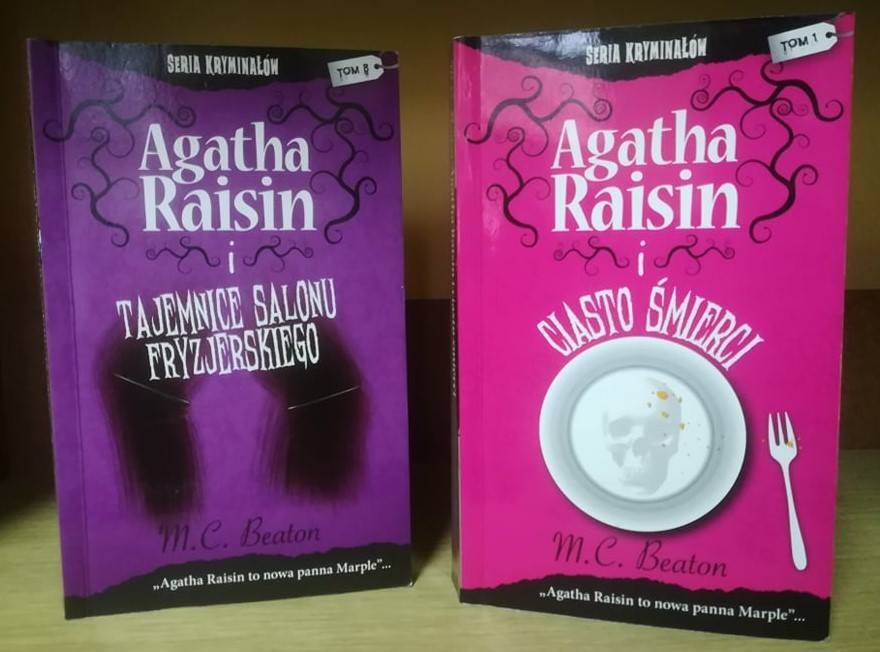 SERIA KRYMINAŁÓW
TOM 8
Agatha
Raisin
i
TAJEMNICE SALONU
FRYZJERSKIEGO
M.C. Beaton
„Agatha Raisin to nowa panna Marple”...
SERIA KRYMINAŁÓW
TOM 1
Agatha
Raisin
i
CIASTO ŚMIERCI
M.C. Beaton
„Agatha Raisin to nowa panna Marple”...